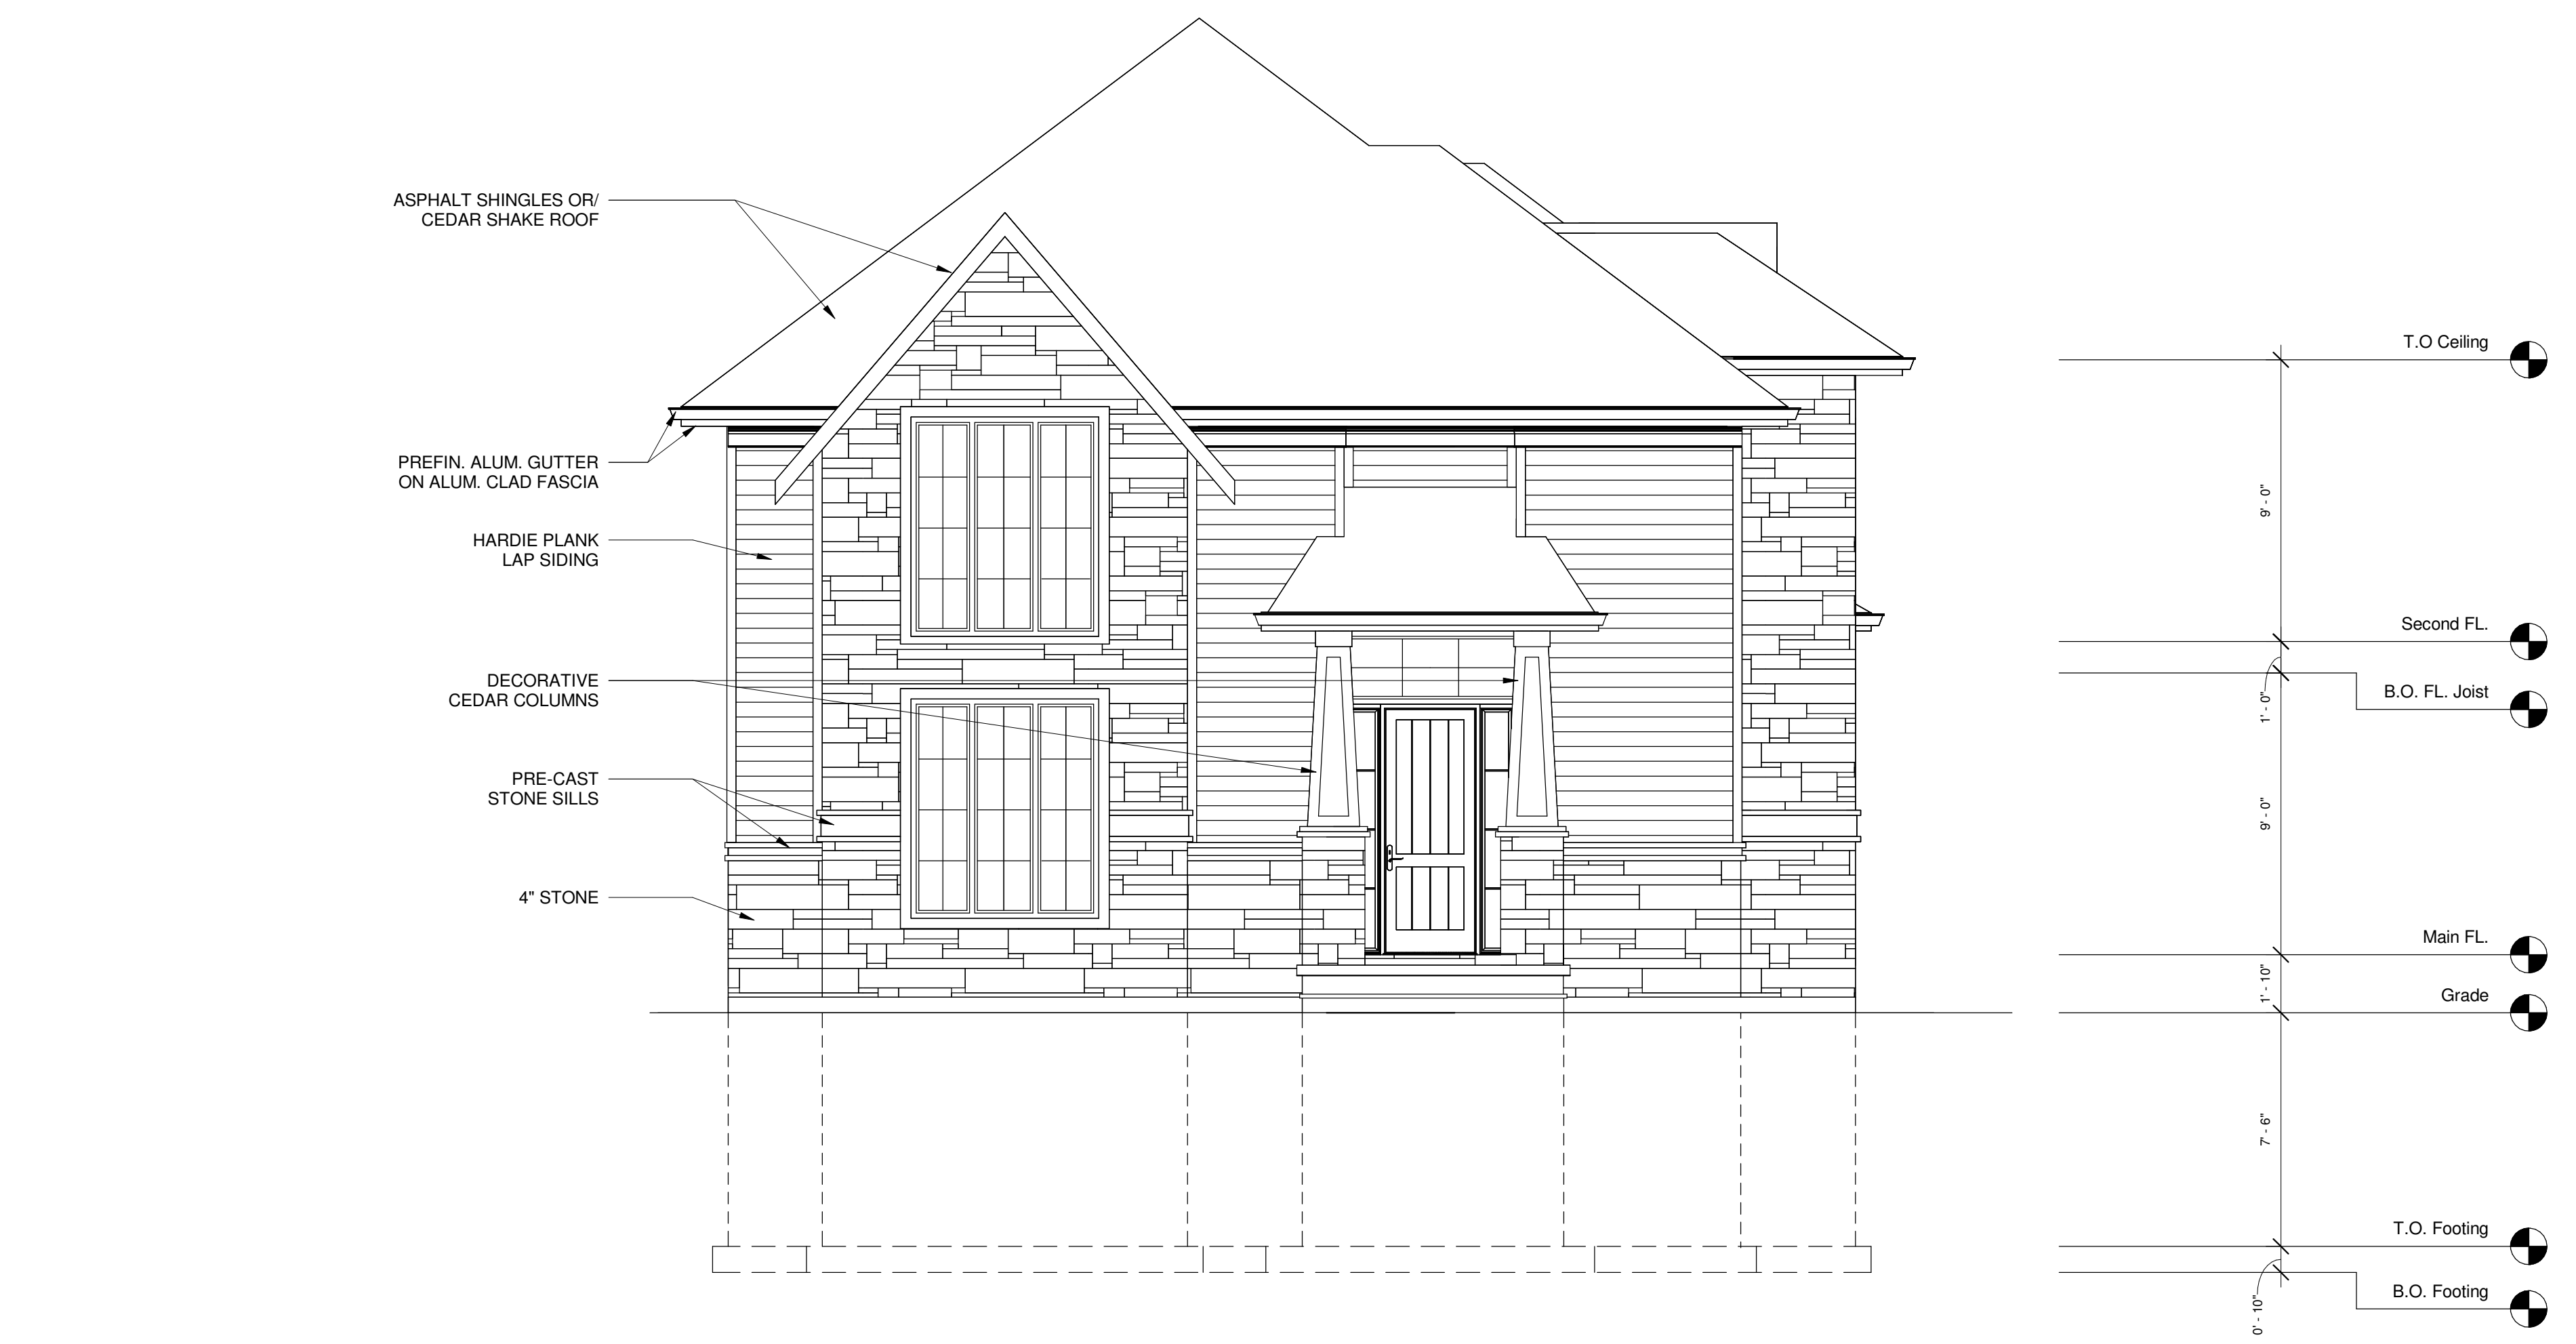 ASPHALT SHINGLES OR/
CEDAR SHAKE ROOF
PREFIN. ALUM. GUTTER
ON ALUM. CLAD FASCIA
HARDIE PLANK
LAP SIDING
DECORATIVE
CEDAR COLUMNS
PRE-CAST
STONE SILLS
4" STONE
T.O Ceiling
9' - 0"
Second FL.
B.O. FL. Joist
1' - 0"
9' - 0"
Main FL.
1' - 10"
Grade
7' - 6"
T.O. Footing
B.O. Footing
0' - 10"